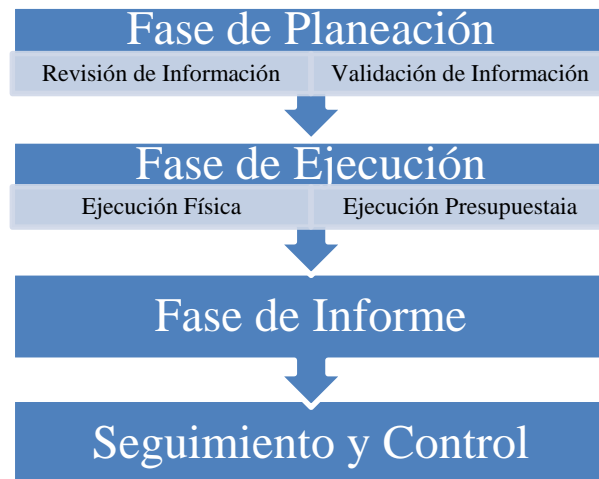 Fase de Planeación
Revisión de Información
Validación de Información
Fase de Ejecución
Ejecución Física
Ejecución Presupuestaia
Fase de Informe
Seguimiento y Control